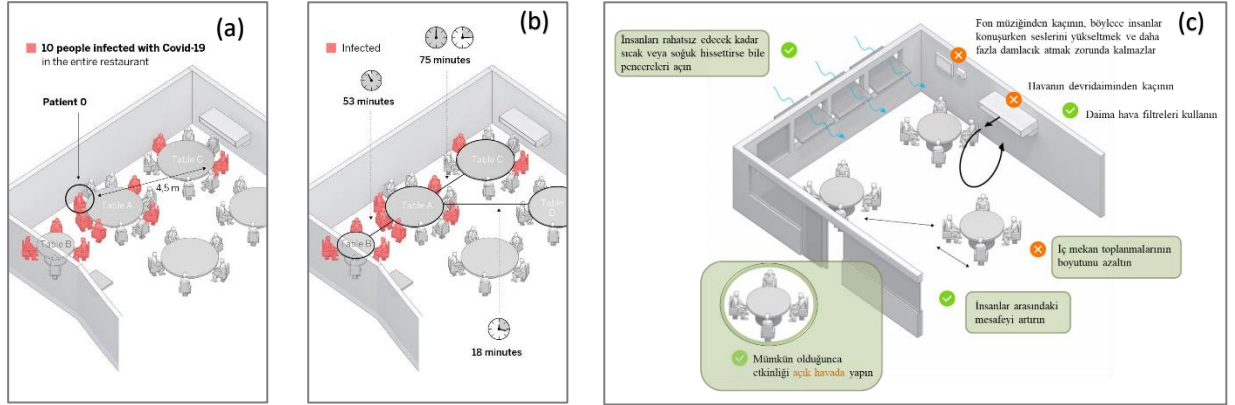 (a)
10 people infected with Covid-19
in the entire restaurant
Patient 0
Table C
4,5 m
Table A
Table B
(b)
Infected
75 minutes
53 minutes
Table C
Table A
Table D
Table B
18 minutes
(c)
İnsanları rahatsız edecek kadar
sıcak veya soğuk hissettirse bile
pencereleri açın
Fon müziğinden kaçının, böylece insanlar
konuşurken seslerini yükseltmek ve daha
fazla damlacık atmak zorunda kalmazlar
Havanın devridaiminden kaçının
Daima hava filtreleri kullanın
İç mekan toplanmalarının
boyutunu azaltın
İnsanlar arasındaki
mesafeyi artırın
Mümkün olduğunca
etkinliği açık havada yapın